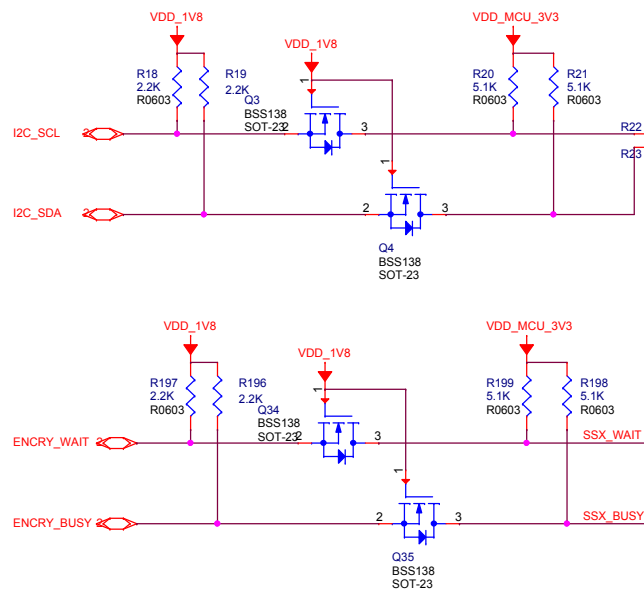 VDD_1V8
VDD_1V8
VDD_MCU_3V3
R18
2.2K
R0603
R19
2.2K
1
Q3
BSS138
SOT-23
R20
5.1K
R0603
R21
5.1K
R0603
I2C_SCL
2
2
3
R22
R23
1
I2C_SDA
2
2
3
Q4
BSS138
SOT-23
VDD_1V8
VDD_1V8
VDD_MCU_3V3
R197
2.2K
R0603
R196
2.2K
1
Q34
BSS138
SOT-23
R199
5.1K
R0603
R198
5.1K
R0603
ENCRY_WAIT
2
2
3
SSX_WAIT
1
ENCRY_BUSY
2
2
3
SSX_BUSY
Q35
BSS138
SOT-23